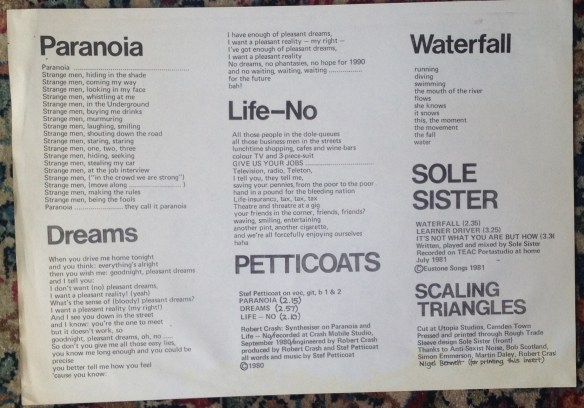 Paranoia
Paranoia ............................................
Strange men, hiding in the shade
Strange men, coming my way
Strange men, looking in my face
Strange men, whistling at me
Strange men, in the Underground
Strange men, buying me drinks
Strange men, murmuring
Strange men, laughing, smiling
Strange men, shouting down the road
Strange men, staring, staring
Strange men, one, two, three
Strange men, hiding, seeking
Strange men, stealing my car
Strange men, at the job interview
Strange men, ("in the crowd we are strong")
Strange men, (move along ........................ )
Strange men, making the rules
Strange men, being the fools
Paranoia ........................ they call it paranoia
Dreams
When you drive me home tonight
and you think: everything's alright
then you wish me: goodnight, pleasant dreams
and I tell you:
I don't want (no) pleasant dreams,
I want a pleasant reality! (yeah)
What's the sense of (bloody) pleasant dreams?
I want a pleasant reality (my right!)
And I see you down in the street
and I know: you're the one to meet
but it doesn't work, so
goodnight, pleasant dreams, oh, no .....
So don't you give me all those easy lies,
you know me long enough and you could be
precise
you better tell me how you feel
'cause you know:
I have enough of pleasant dreams,
I want a pleasant reality — my right —
I've got enough of pleasant dreams,
I want a pleasant reality
No dreams, no phantasies, no hope for 1990
and no waiting, waiting, waiting ..................
for the future
bah!
Life—No
All those people in the dole-queues
all those business-men in the streets
lunchtime shopping, cafes and wine-bars
colour TV and 3-piece-suit
GIVE US YOUR JOBS ........................
Television, radio, Teleton,
I tell you, they tell me,
saving your pennies, from the poor to the poor
hand in a pound for the bleeding nation
Life insurancy, tax, tax, tax
Theatre and threatre at a gig
your friends in the corner, friends, friends?
waving, smiling, entertaining
another pint, another cigarette,
and we're all forcefully enjoying ourselves
haha
PETTICOATS
Stef Petticoat on voc, git, b 1 & 2
PARANOIA (2.15)
DREAMS (2.57)
LIFE – NO (2.10)
Robert Crash: Synthesiser on Paranoia and
Life – No/recorded at Crash Mobile Studio,
September 1980/engineered by Robert Crash
produced by Robert Crash and Stef Petticoat
all words and music by Stef Petticoat
©1980
Waterfall
running
diving
swimming
the mouth of the river
flows
she knows
it snows
this, the moment
the movement
the fall
water
SOLE
SISTER
WATERFALL (2.35)
LEARNER DRIVER (3.25)
IT'S NOT WHAT YOU ARE BUT HOW
Written, played and mixed by Sole Sister
Recorded on TEAC Portastudio at home
July 1981
©Eustone Songs 1981
SCALING
TRIANGLES
Cut at Utopia Studios, Camden Town
Pressed and printed through Rough Trade
Sleeve design Sole Sister (front)
Thanks to Anti-Sexist Nuise, Bob Scotland,
Simon Emmerson, Martin Daley, Robert Cras
Nigel Bennett (for printing this insert)